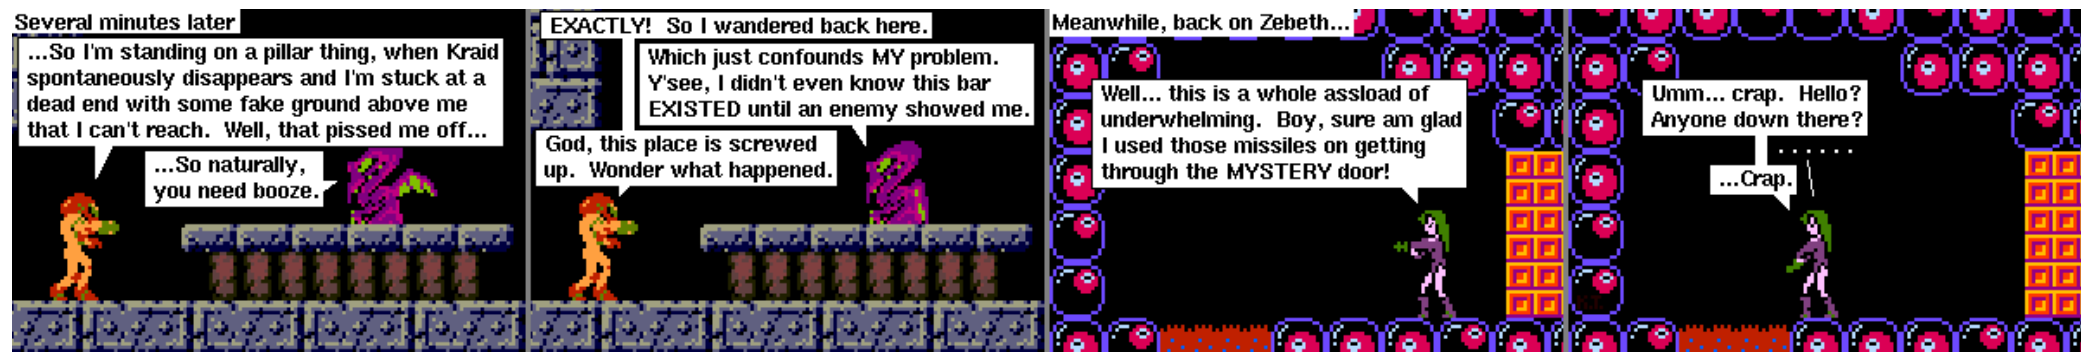 Several minutes later
...So I'm standing on a pillar thing, when Kraid
spontaneously disappears and I'm stuck at a
dead end with some fake ground above me
that I can't reach.  Well, that pissed me off...
...So naturally,
you need booze.
EXACTLY!  So I wandered back here.
Which just confounds MY problem.
Y'see, I didn't even know this bar
EXISTED until an enemy showed me.
God, this place is screwed
up.  Wonder what happened.
Meanwhile, back on Zebeth...
Well... this is a whole assload of
underwhelming.  Boy, sure am glad
I used those missiles on getting
through the MYSTERY door!
Umm... crap.  Hello?
Anyone down there?
. . . . . .
...Crap.